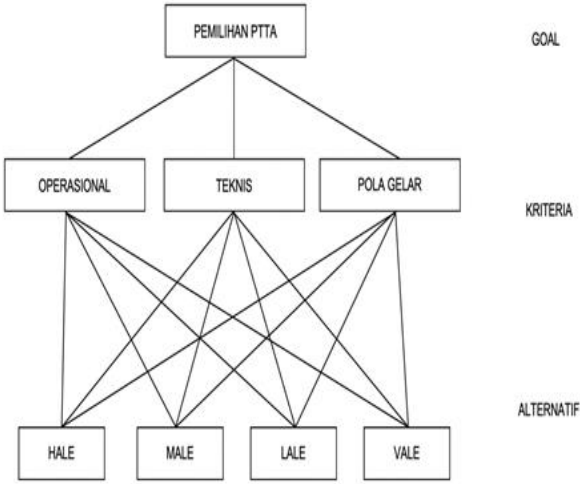 PEMILIHAN PTTA
GOAL
OPERASIONAL
TEKNIS
POLA GELAR
KRITERIA
ALTERNATIF
HALE
MALE
LALE
VALE